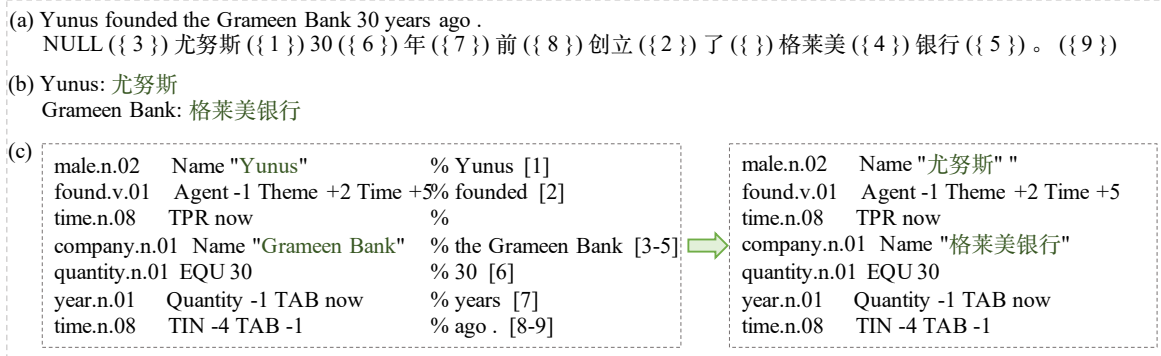 (a) Yunus founded the Grameen Bank 30 years ago .
NULL ({ 3 }) 尤努斯 ({ 1 }) 30 ({ 6 }) 年 ({ 7 }) 前 ({ 8 }) 创立 ({ 2 }) 了 ({ }) 格莱美 ({ 4 }) 银行 ({ 5 }) 。 ({ 9 })
(b) Yunus: 尤努斯
Grameen Bank: 格莱美银行
(c)
male.n.02 Name "Yunus" % Yunus [1]
found.v.01 Agent -1 Theme +2 Time +5% founded [2]
time.n.08 TPR now %
company.n.01 Name "Grameen Bank" % the Grameen Bank [3-5]
quantity.n.01 EQU 30 % 30 [6]
year.n.01 Quantity -1 TAB now % years [7]
time.n.08 TIN -4 TAB -1 % ago . [8-9]
male.n.02 Name "尤努斯" "
found.v.01 Agent -1 Theme +2 Time +5
time.n.08 TPR now
company.n.01 Name "格莱美银行"
quantity.n.01 EQU 30
year.n.01 Quantity -1 TAB now
time.n.08 TIN -4 TAB -1